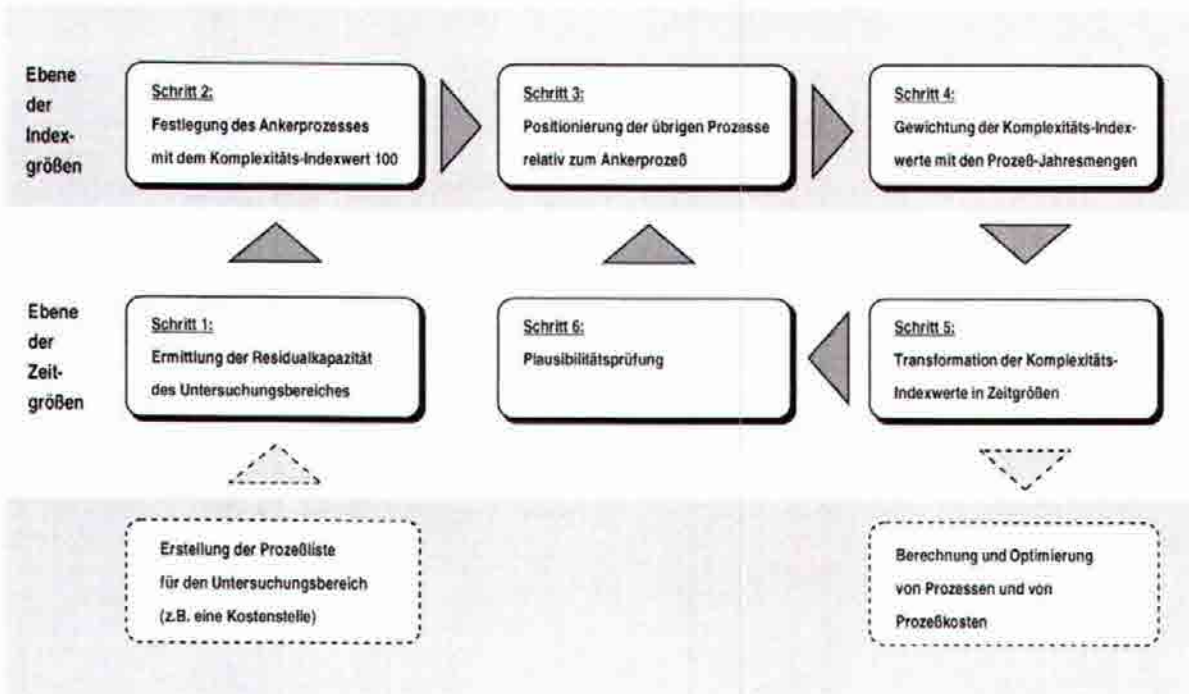 Ebene
der
Index-
größen
Schritt 2:
Festlegung des Ankerprozesses
mit dem Komplexitäts-Indexwert 100
Schritt 3:
Positionierung der übrigen Prozesse
relativ zum Ankerprozeß
Schritt 4:
Gewichtung der Komplexitäts-Index-
werte mit den Prozeß-Jahresmengen
Ebene
der
Zeit-
größen
Schritt 1:
Ermittlung der Residualkapazität
des Untersuchungsbereiches
Schritt 6:
Plausibilitätsprüfung
Schritt 5:
Transformation der Komplexitäts-
Indexwerte in Zeitgrößen
Erstellung der Prozeßliste
für den Untersuchungsbereich
(z.B. eine Kostenstelle)
Berechnung und Optimierung
von Prozessen und von
Prozeßkosten